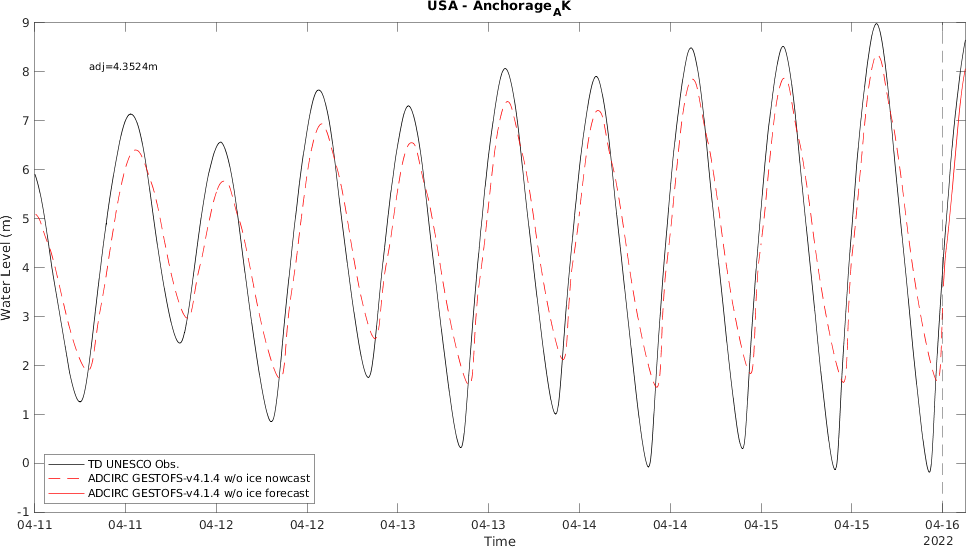 USA - Anchorage_AK
adj=4.3524m
9
8
7
6
5
4
3
2
1
0
-1
Water Level (m)
TD UNESCO Obs.
ADCIRC GESTOFS-v4.1.4 w/o ice nowcast
ADCIRC GESTOFS-v4.1.4 w/o ice forecast
04-11 04-11 04-12 04-12 04-13 04-13 04-14 04-14 04-15 04-15 04-16
Time
2022